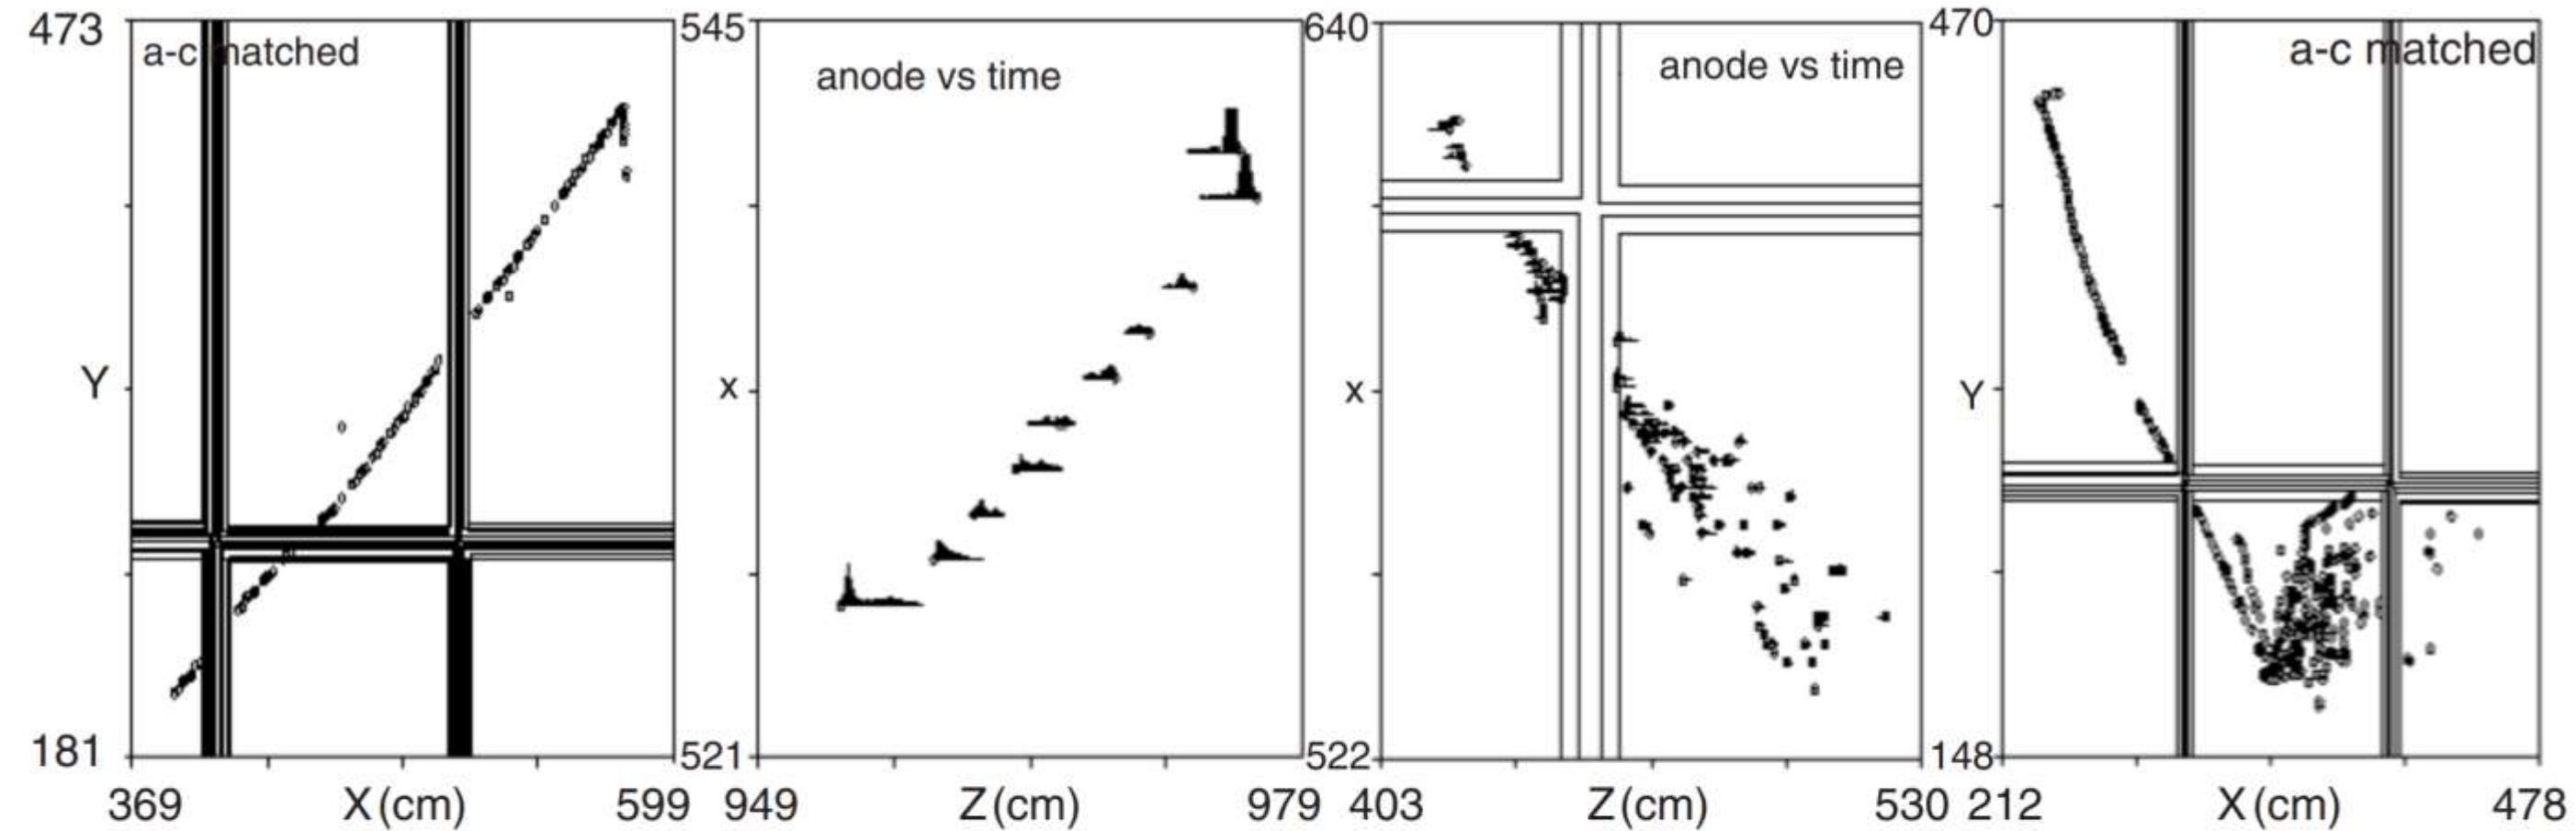 473
a-c matched
Y
181
369
X (cm)
599
545
anode vs time
X
521
949
Z (cm)
979
640
anode vs time
X
522
403
Z (cm)
530
470
a-c matched
Y
148
212
X (cm)
478